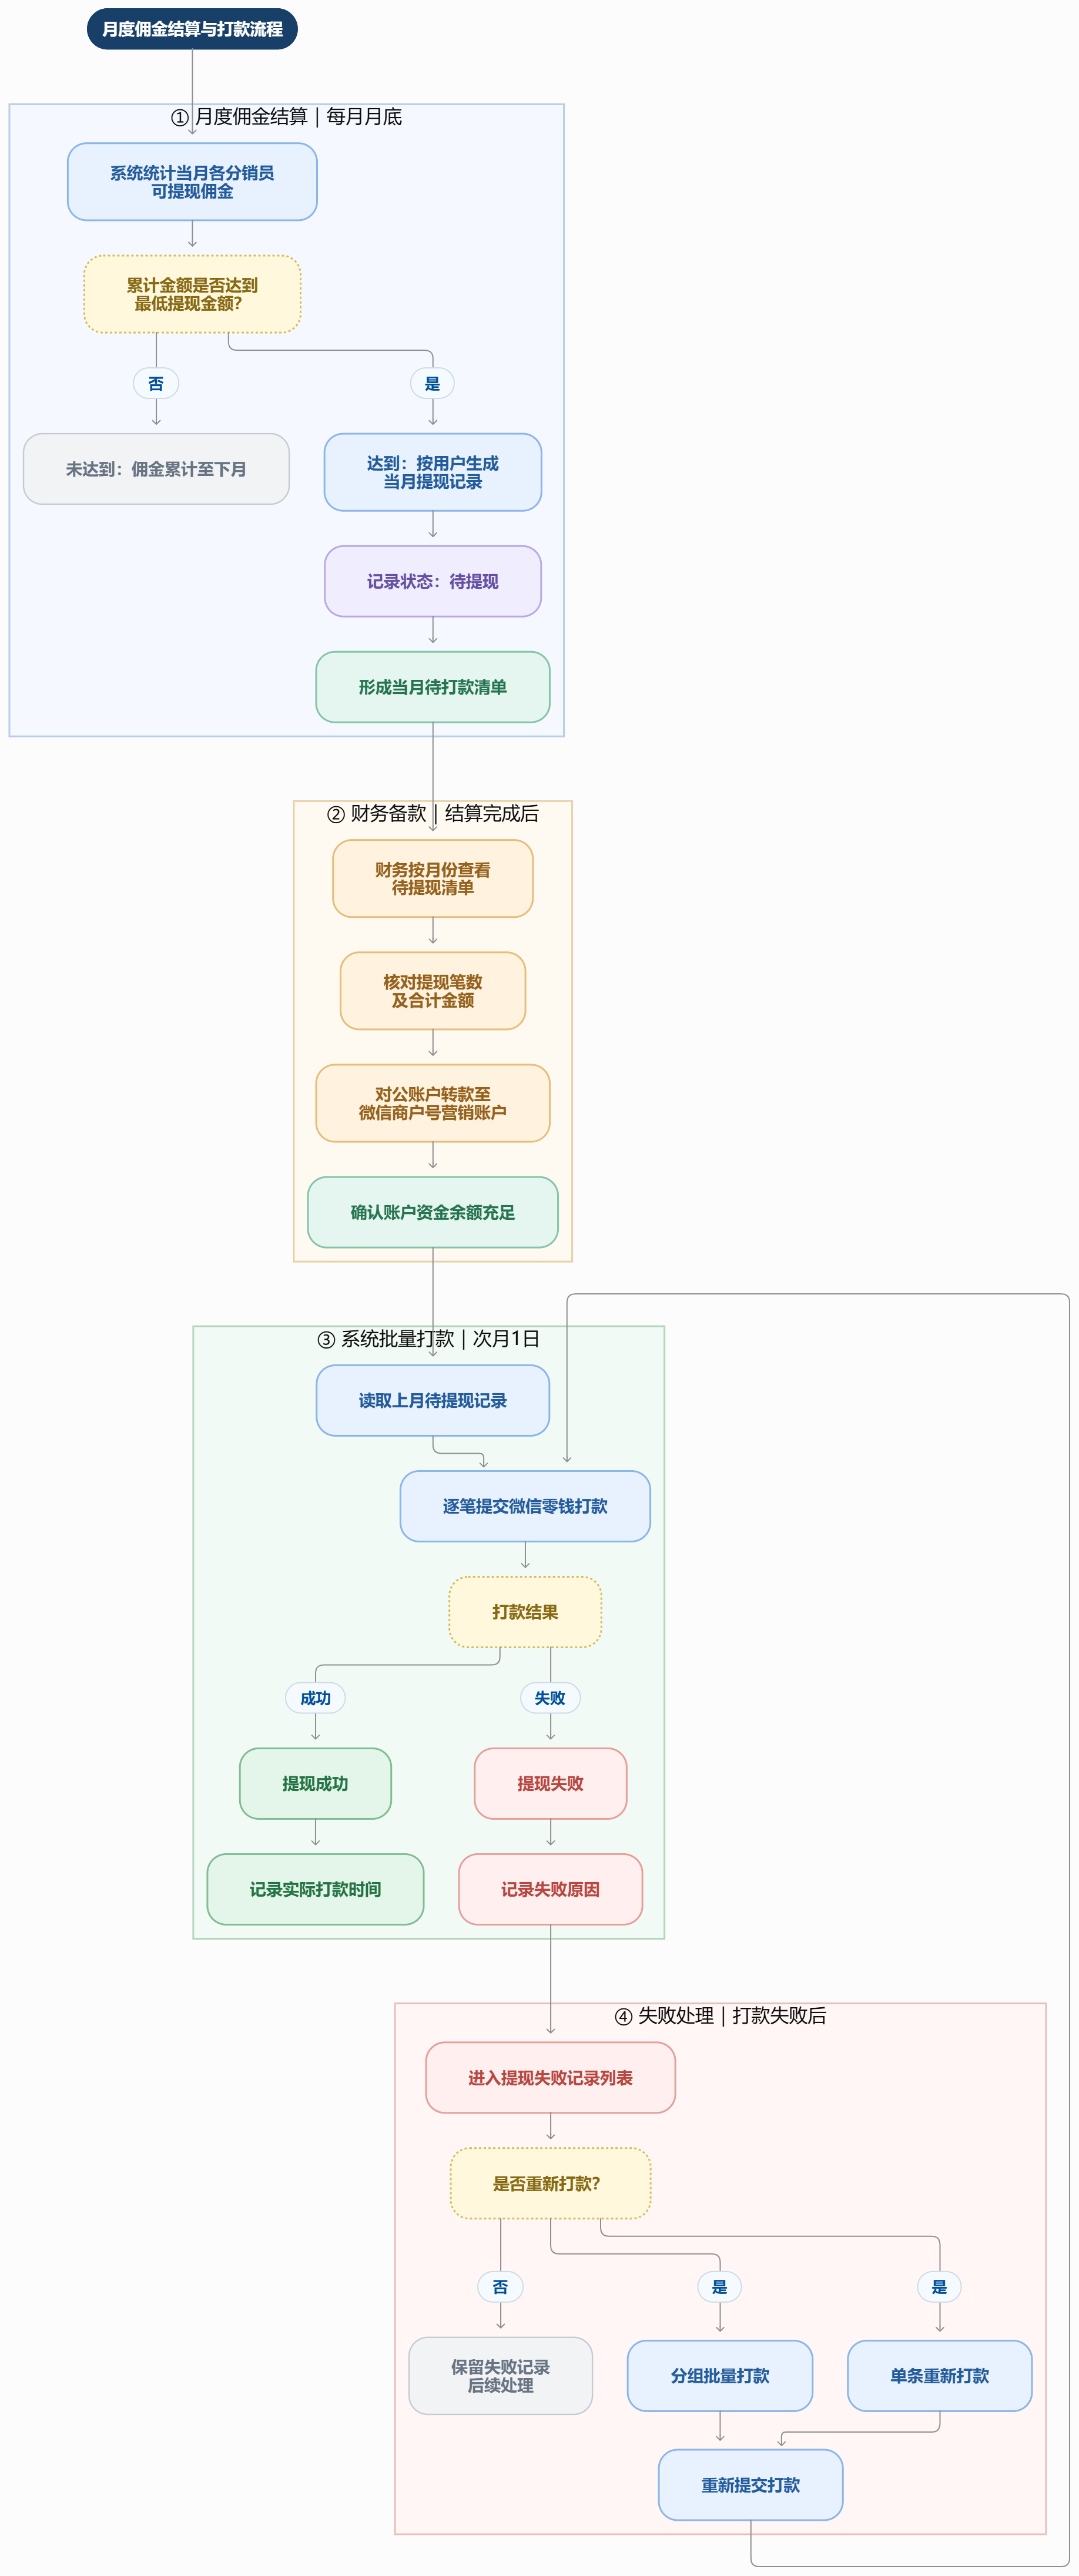 月度佣金结算与打款流程
① 月度佣金结算｜每月月底
系统统计当月各分销员
可提现佣金
累计金额是否达到
最低提现金额？
否
是
未达到：佣金累计至下月
达到：按用户生成
当月提现记录
记录状态：待提现
形成当月待打款清单
② 财务备款｜结算完成后
财务按月份查看
待提现清单
核对提现笔数
及合计金额
对公账户转款至
微信商户号营销账户
确认账户资金余额充足
③ 系统批量打款｜次月1日
读取上月待提现记录
逐笔提交微信零钱打款
打款结果
成功
失败
提现成功
提现失败
记录实际打款时间
记录失败原因
④ 失败处理｜打款失败后
进入提现失败记录列表
是否重新打款？
否
是
是
保留失败记录
后续处理
分组批量打款
单条重新打款
重新提交打款